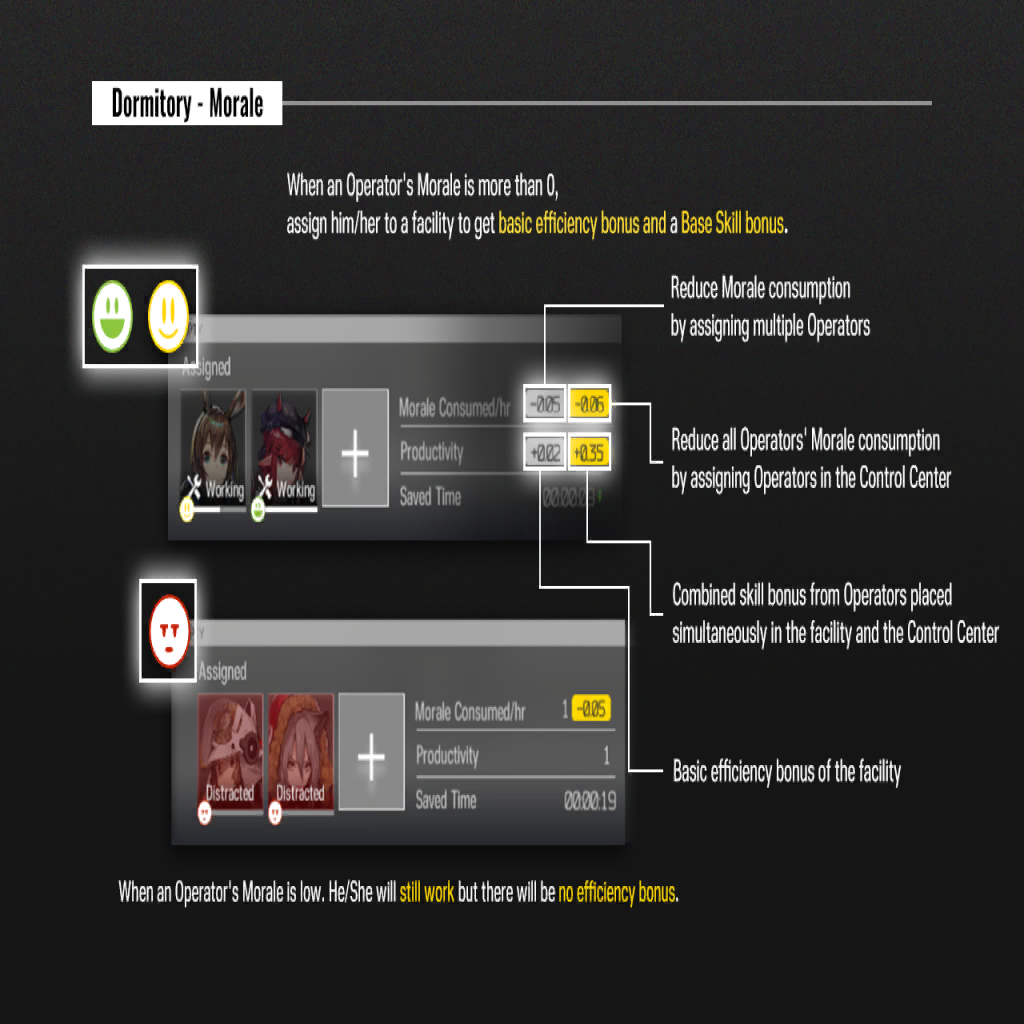 Dormitory - Morale
When an Operator's Morale is more than 0,
assign him/her to a facility to get basic efficiency bonus and a Base Skill bonus.
Reduce Morale consumption
by assigning multiple Operators
Assigned
Working
Working
Morale Consumed/hr
-0.05
-0.06
Productivity
+0.02
+0.35
Saved Time
Reduce all Operators' Morale consumption
by assigning Operators in the Control Center
Combined skill bonus from Operators placed
simultaneously in the facility and the Control Center
Assigned
Distracted
Distracted
Morale Consumed/hr
1 -0.05
Productivity
1
Saved Time
00:00:19
Basic efficiency bonus of the facility
When an Operator's Morale is low. He/She will still work but there will be no efficiency bonus.